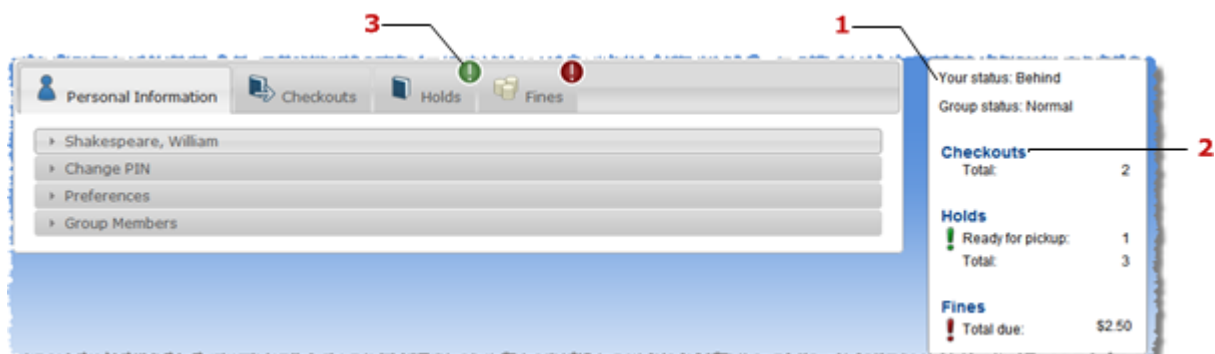 3
1
Personal Information
Checkouts
Holds
Fines
Shakespeare, William
Change PIN
Preferences
Group Members
Your status: Behind
Group status: Normal
Checkouts
2
Total: 2
Holds
Ready for pickup: 1
Total: 3
Fines
Total due: $2.50